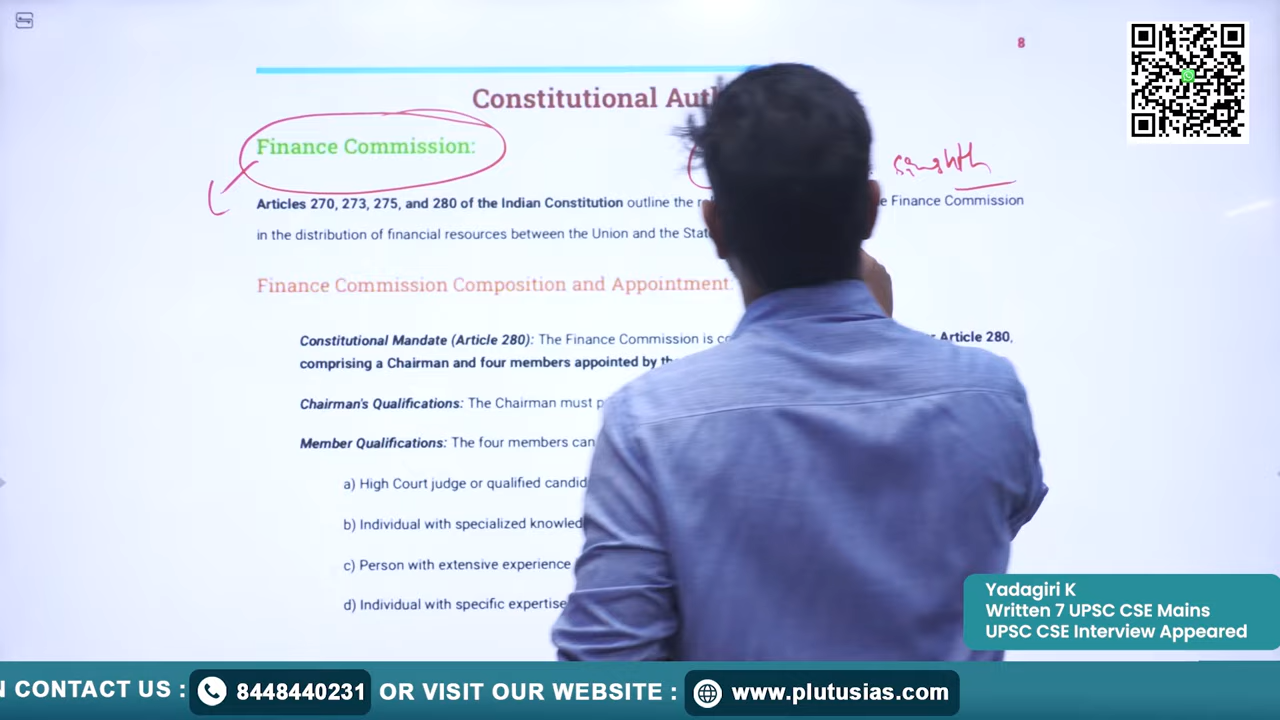 8
Constitutional Aut
Finance Commission:
Articles 270, 273, 275, and 280 of the Indian Constitution outline the Finance Commission
in the distribution of financial resources between the Union and the Stat
Finance Commission Composition and Appointment:
Constitutional Mandate (Article 280): The Finance Commission is Article 280,
comprising a Chairman and four members appointed by
Chairman's Qualifications: The Chairman must
Member Qualifications: The four members can
a) High Court judge or qualified candid
b) Individual with specialized knowled
c) Person with extensive experience
d) Individual with specific expertise
Yadagiri K
Written 7 UPSC CSE Mains
UPSC CSE Interview Appeared
N CONTACT US : 8448440231 OR VISIT OUR WEBSITE : www.plutusias.com